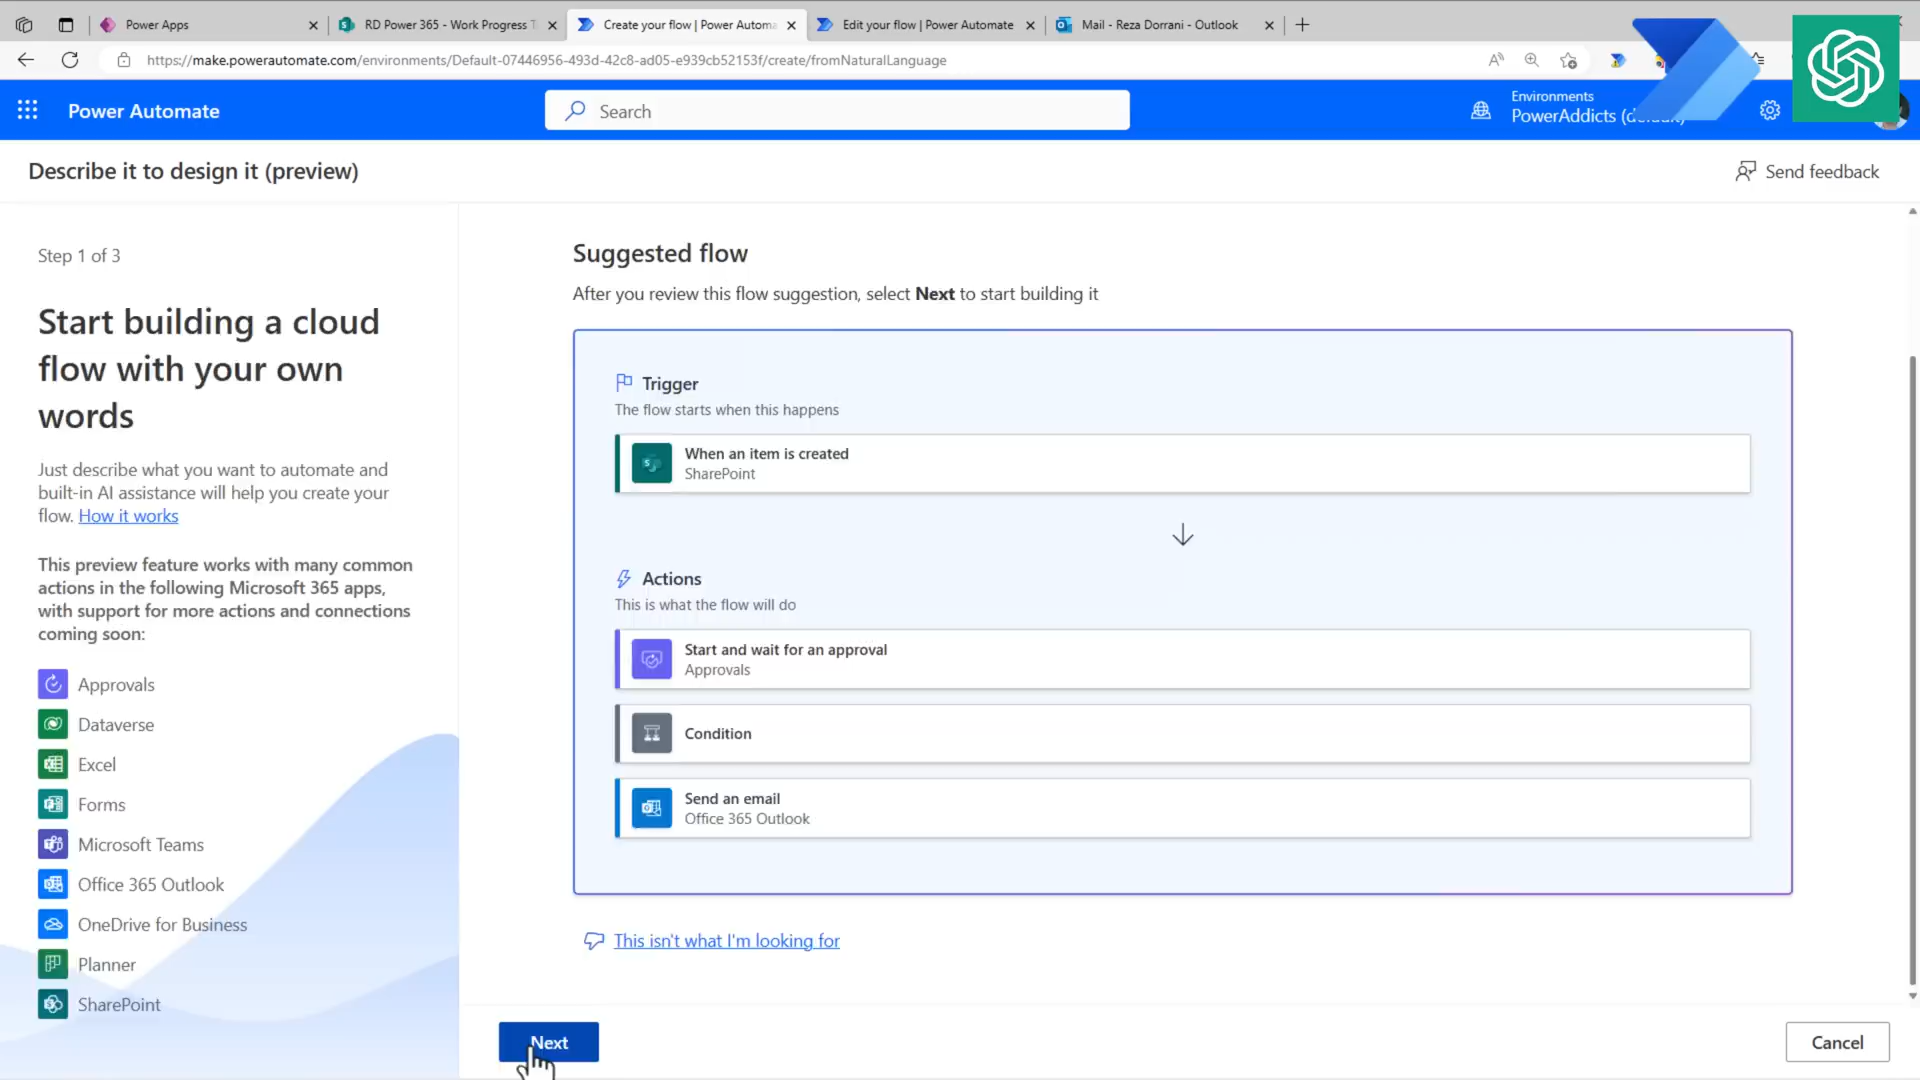 Power Apps
RD Power 365 - Work Progress
Create your flow | Power Automa
Edit your flow | Power Automate
Mail - Reza Dorrani - Outlook
https://make.powerautomate.com/environments/Default-07446956-493d-42c8-ad05-e939cb52153f/create/fromNaturalLanguage
Power Automate
Search
Environments
PowerAddicts (default)
Describe it to design it (preview)
Send feedback
Step 1 of 3
Start building a cloud
flow with your own
words
Just describe what you want to automate and
built-in AI assistance will help you create your
flow. How it works
This preview feature works with many common
actions in the following Microsoft 365 apps,
with support for more actions and connections
coming soon:
Approvals
Dataverse
Excel
Forms
Microsoft Teams
Office 365 Outlook
OneDrive for Business
Planner
SharePoint
Suggested flow
After you review this flow suggestion, select Next to start building it
Trigger
The flow starts when this happens
When an item is created
SharePoint
Actions
This is what the flow will do
Start and wait for an approval
Approvals
Condition
Send an email
Office 365 Outlook
This isn't what I'm looking for
Next
Cancel